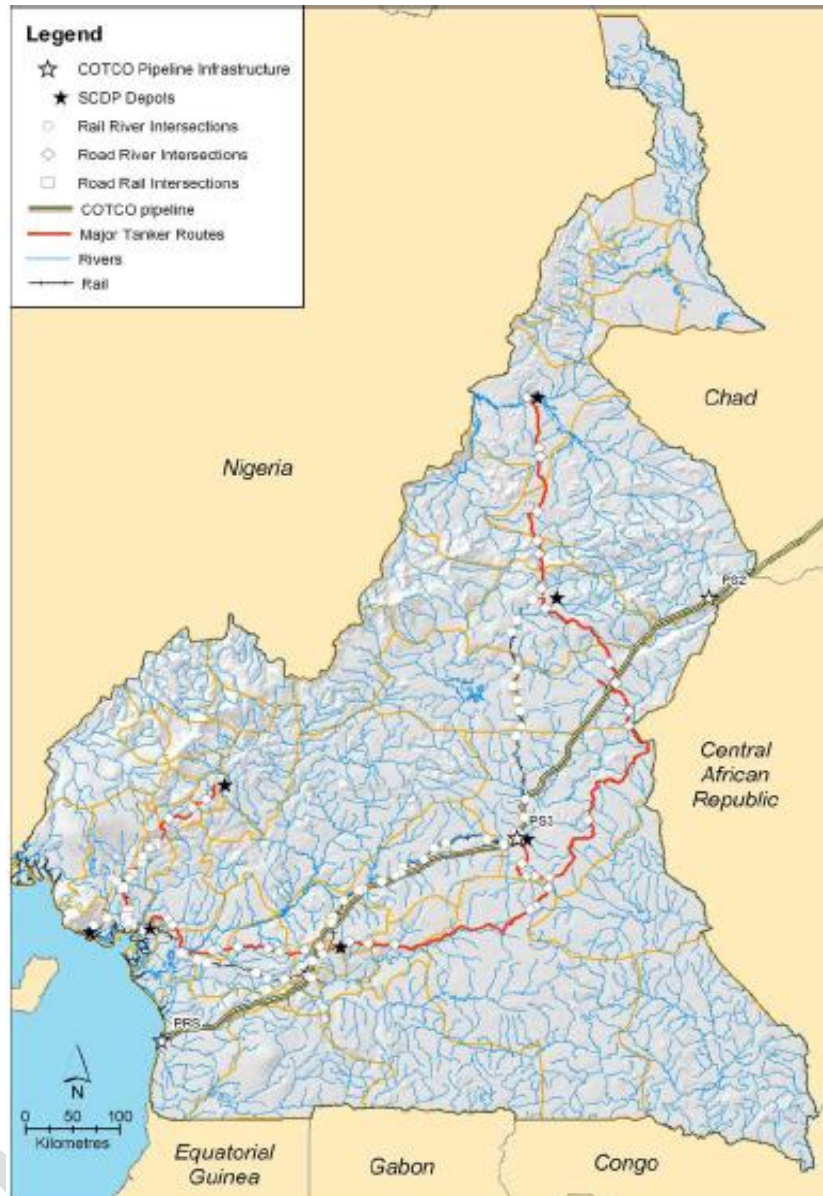 Legend
COTCO Pipeline Infrastructure
SCDP Depots
Rail River Intersections
Road River Intersections
Road Rail Intersections
COTCO pipeline
Major Tanker Routes
Rivers
Rail
Chad
Nigeria
PS2
Central
African
Republic
PS3
PRS
N
0 50 100
Kilometres
Equatorial
Guinea
Gabon
Congo